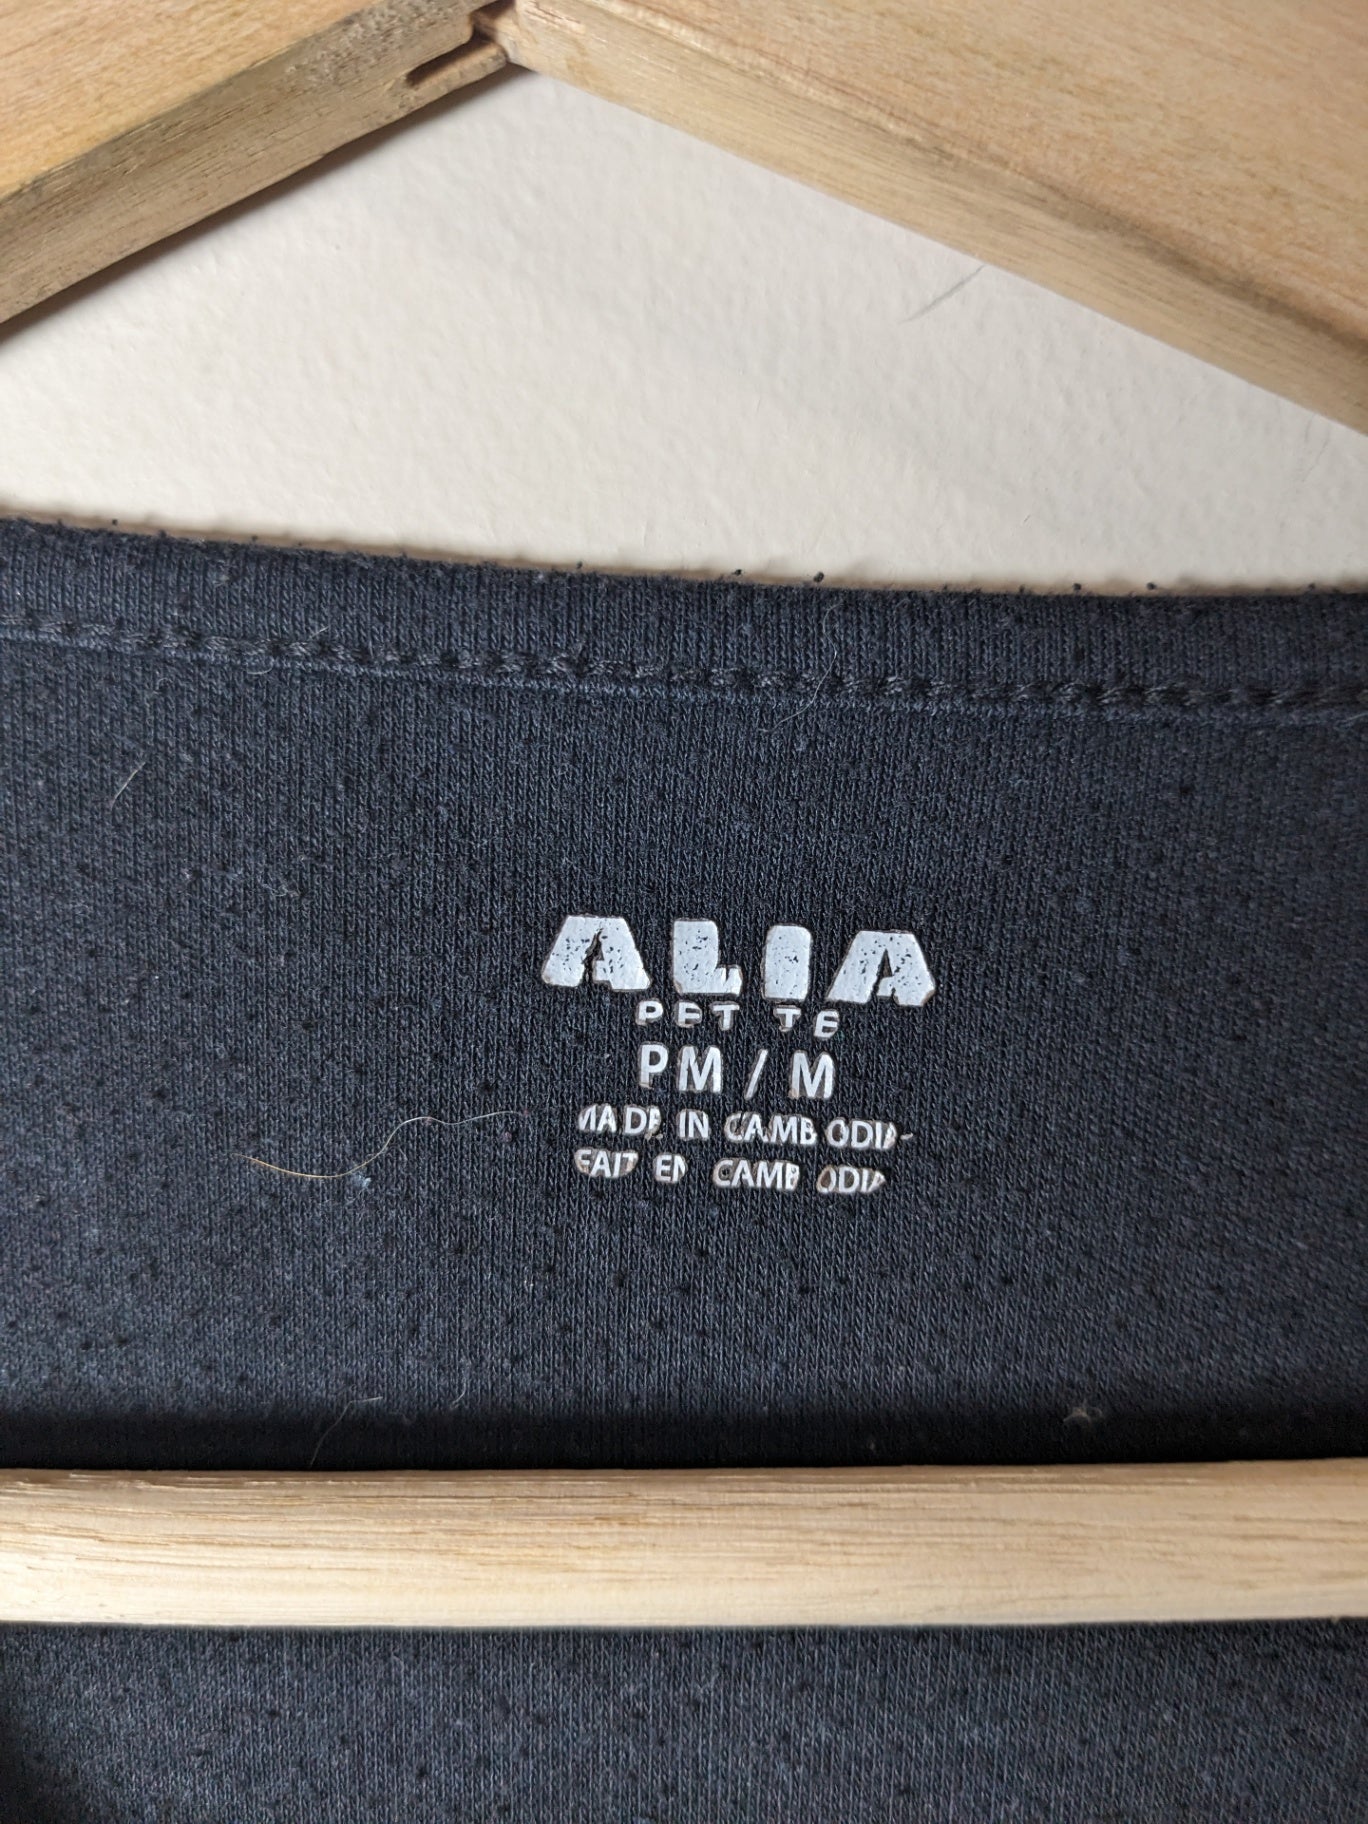 ALIA
PETITE
PM / M
MADE IN CAMBODIA
FAIT EN CAMBODIA